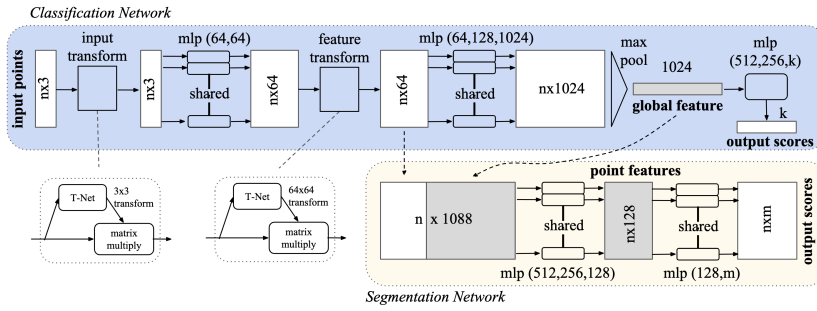 Classification Network
input points
nx3
input
transform
nx3
mlp (64,64)
shared
nx64
feature
transform
nx64
mlp (64,128,1024)
shared
nx1024
max
pool
1024
global feature
mlp
(512,256,k)
k
output scores
T-Net
3x3
transform
matrix
multiply
T-Net
64x64
transform
matrix
multiply
point features
n x 1088
shared
mlp (512,256,128)
nx128
shared
mlp (128,m)
nxm
output scores
Segmentation Network